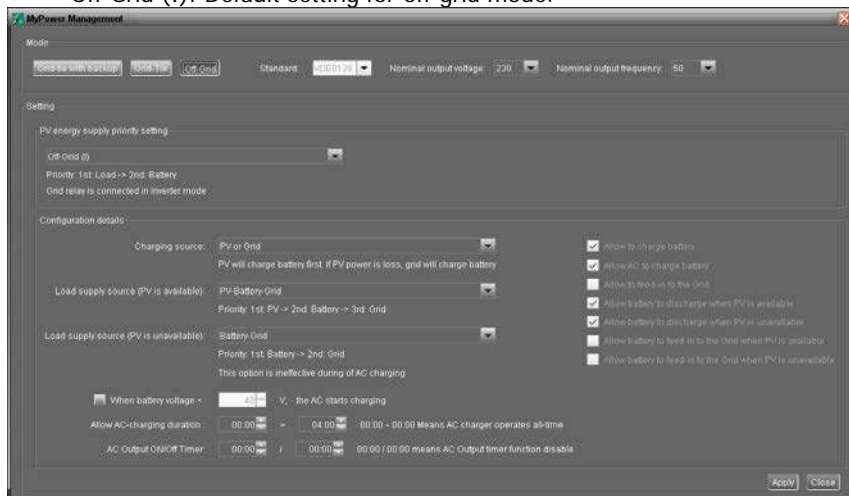 Off-Grid (I): Default setting for off-grid model
MyPower Management
Mode
Grid-tie with backup Grid-Tie Off-Grid Standard: VDE0126 Nominal output voltage: 230 Nominal output frequency: 50
Setting
PV energy supply priority setting
Off-Grid (I)
Priority: 1st: Load -> 2nd: Battery
Grid relay is connected in inverter mode
Configuration details
Charging source: PV or Grid
PV will charge battery first. if PV power is loss, grid will charge battery
Load supply source (PV is available): PV-Battery-Grid
Priority: 1st: PV -> 2nd: Battery -> 3rd: Grid
Load supply source (PV is unavailable): Battery-Grid
Priority: 1st: Battery -> 2nd: Grid
This option is ineffective during of AC charging
Allow to charge battery
Allow AC to charge battery
Allow to feed-in to the Grid
Allow battery to discharge when PV is available
Allow battery to discharge when PV is unavailable
Allow battery to feed-in to the Grid when PV is available
Allow battery to feed-in to the Grid when PV is unavailable
When battery voltage < 48 V, the AC starts charging
Allow AC-charging duration: 00:00 ~ 04:00 00:00 ~ 00:00 Means AC charger operates all-time
AC Output ON/Off Timer: 00:00 / 00:00 00:00 / 00:00 means AC Output timer function disable
Apply Close